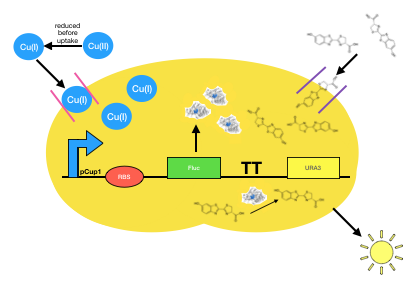 reduced
before
uptake
Cu(I)
Cu(II)
Cu(I)
Cu(I)
Cu(I)
pCup1
RBS
Fluc
TT
URA3